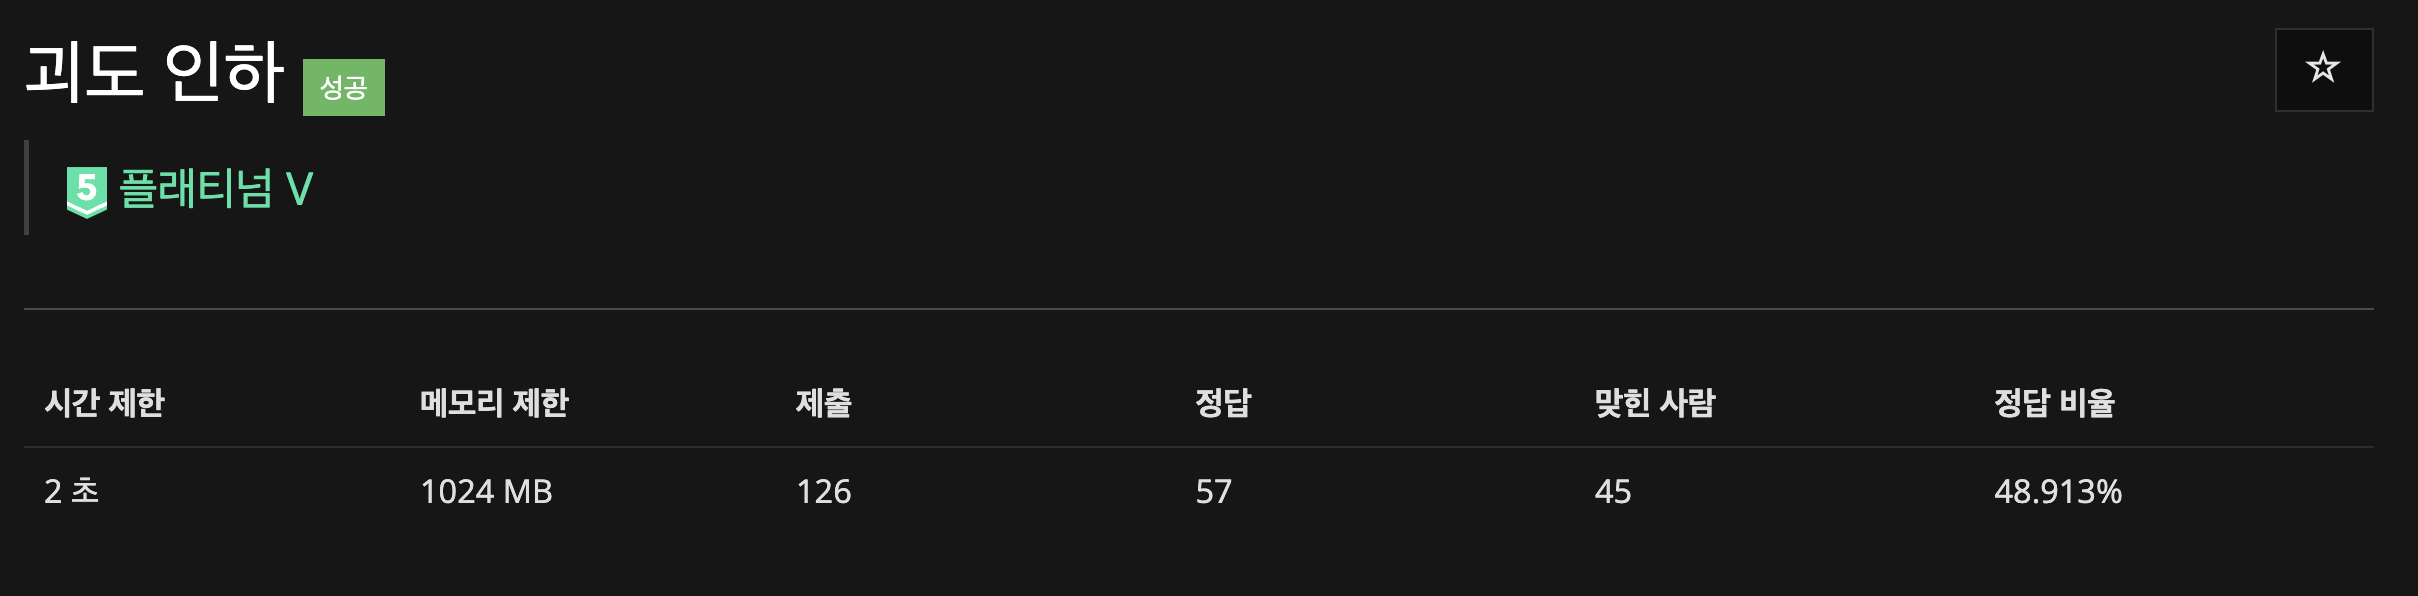 괴도 인하 성공
5 플래티넘 V
시간 제한 메모리 제한 제출 정답 맞힌 사람 정답 비율
2 초 1024 MB 126 57 45 48.913%